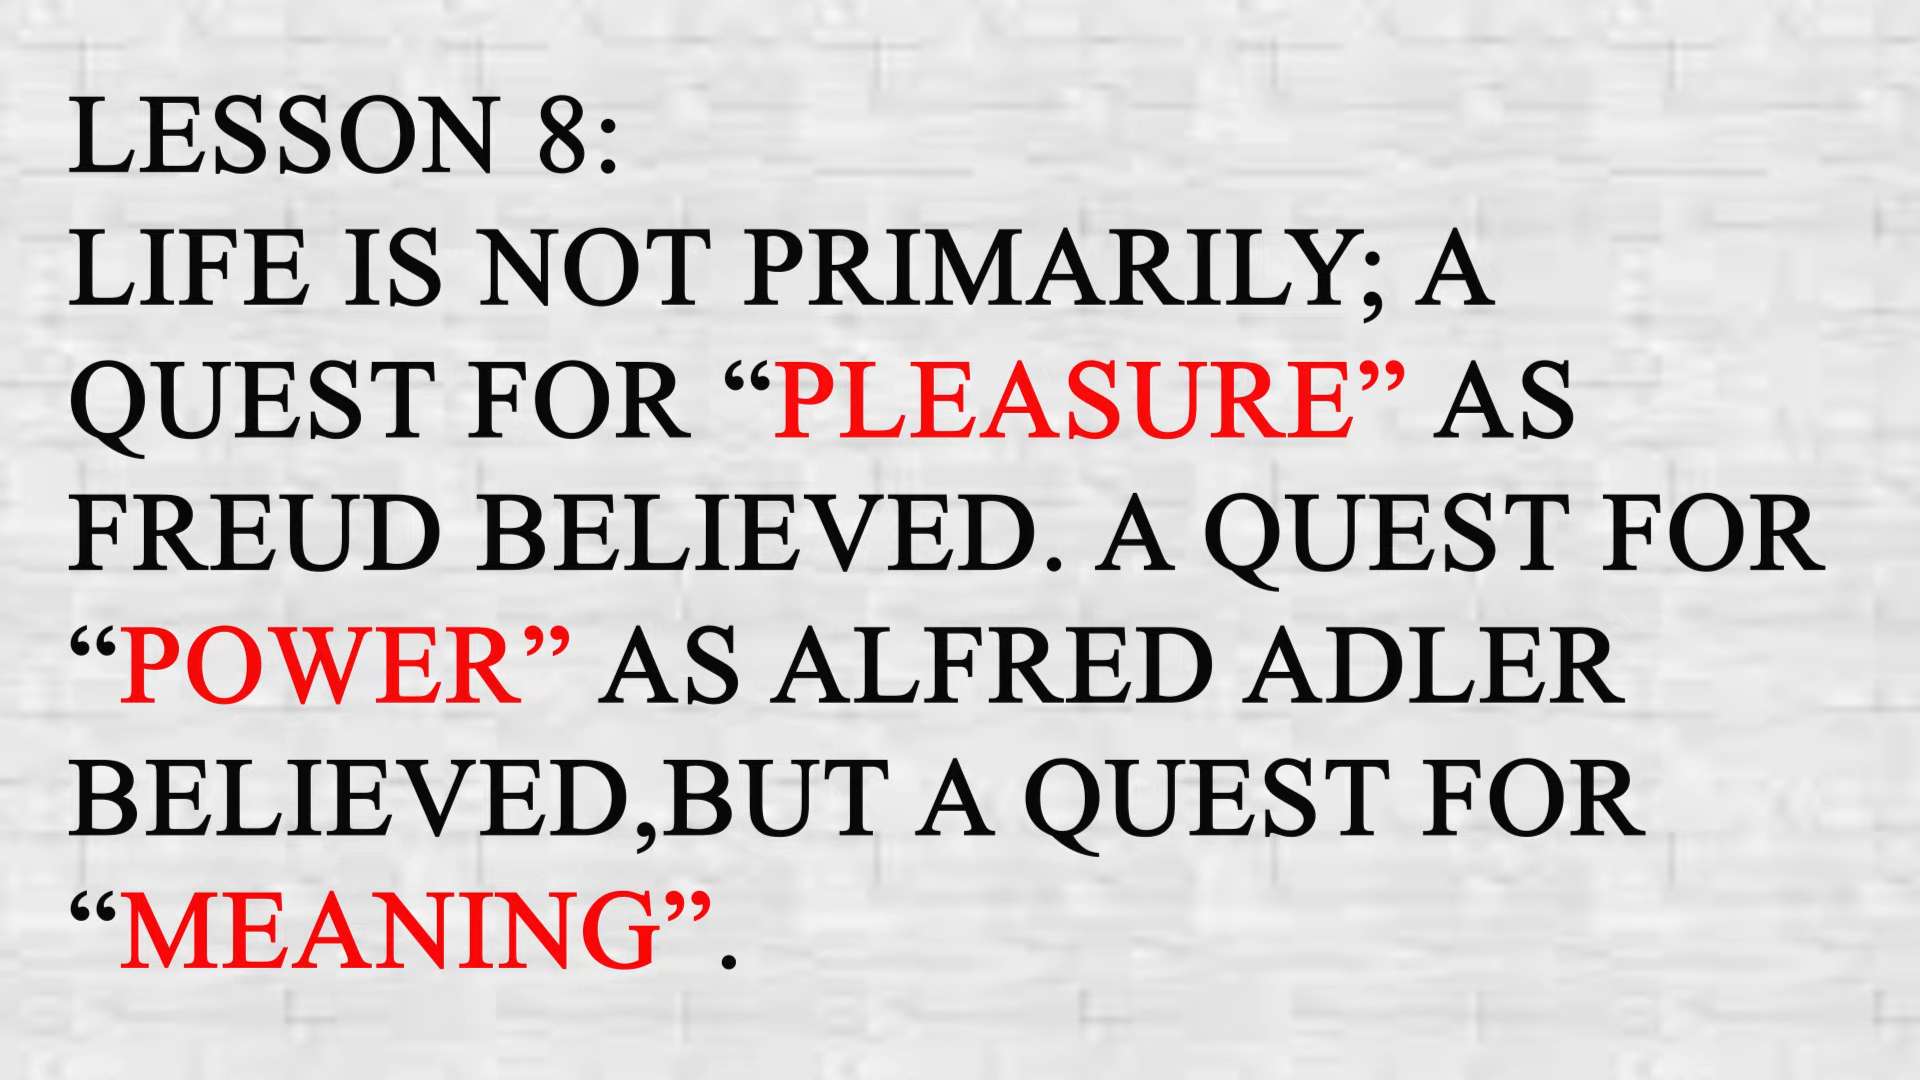 LESSON 8:
LIFE IS NOT PRIMARILY; A
QUEST FOR “PLEASURE” AS
FREUD BELIEVED. A QUEST FOR
“POWER” AS ALFRED ADLER
BELIEVED,BUT A QUEST FOR
“MEANING”.